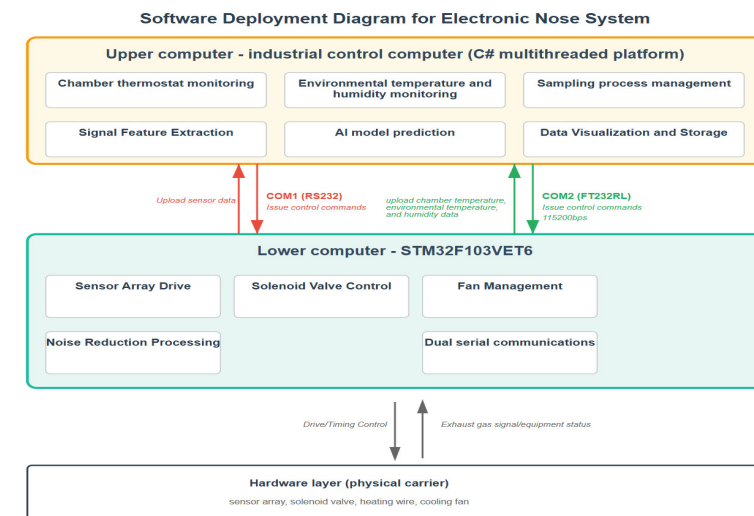 Software Deployment Diagram for Electronic Nose System
Upper computer - industrial control computer (C# multithreaded platform)
Chamber thermostat monitoring
Environmental temperature and
humidity monitoring
Sampling process management
Signal Feature Extraction
AI model prediction
Data Visualization and Storage
Upload sensor data
COM1 (RS232)
Issue control commands
upload chamber temperature,
environmental temperature,
and humidity data
COM2 (FT232RL)
Issue control commands
115200bps
Lower computer - STM32F103VET6
Sensor Array Drive
Solenoid Valve Control
Fan Management
Noise Reduction Processing
Dual serial communications
Drive/Timing Control
Exhaust gas signal/equipment status
Hardware layer (physical carrier)
sensor array, solenoid valve, heating wire, cooling fan